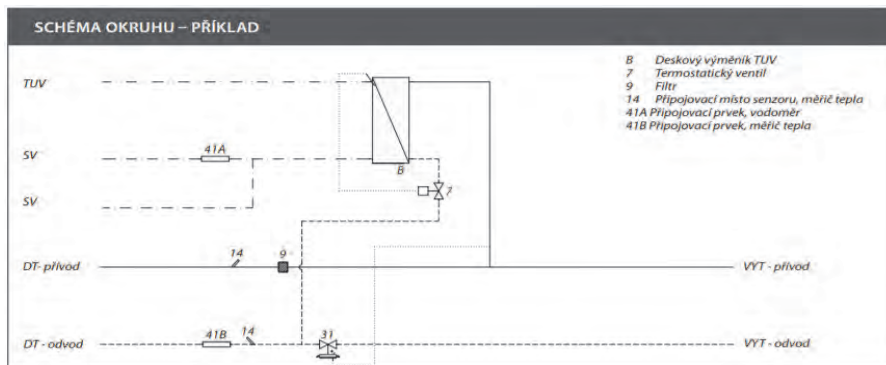 SCHÉMA OKRUHU – PŘÍKLAD
B Deskový výměník TUV
7 Termostatický ventil
9 Filtr
14 Připojovací místo senzoru, měřič tepla
41A Připojovací prvek, vodoměr
41B Připojovací prvek, měřič tepla
TUV
SV
41A
B
7
SV
14
9
DT- přívod
VYT - přívod
41B
14
31
DT - odvod
VYT - odvod